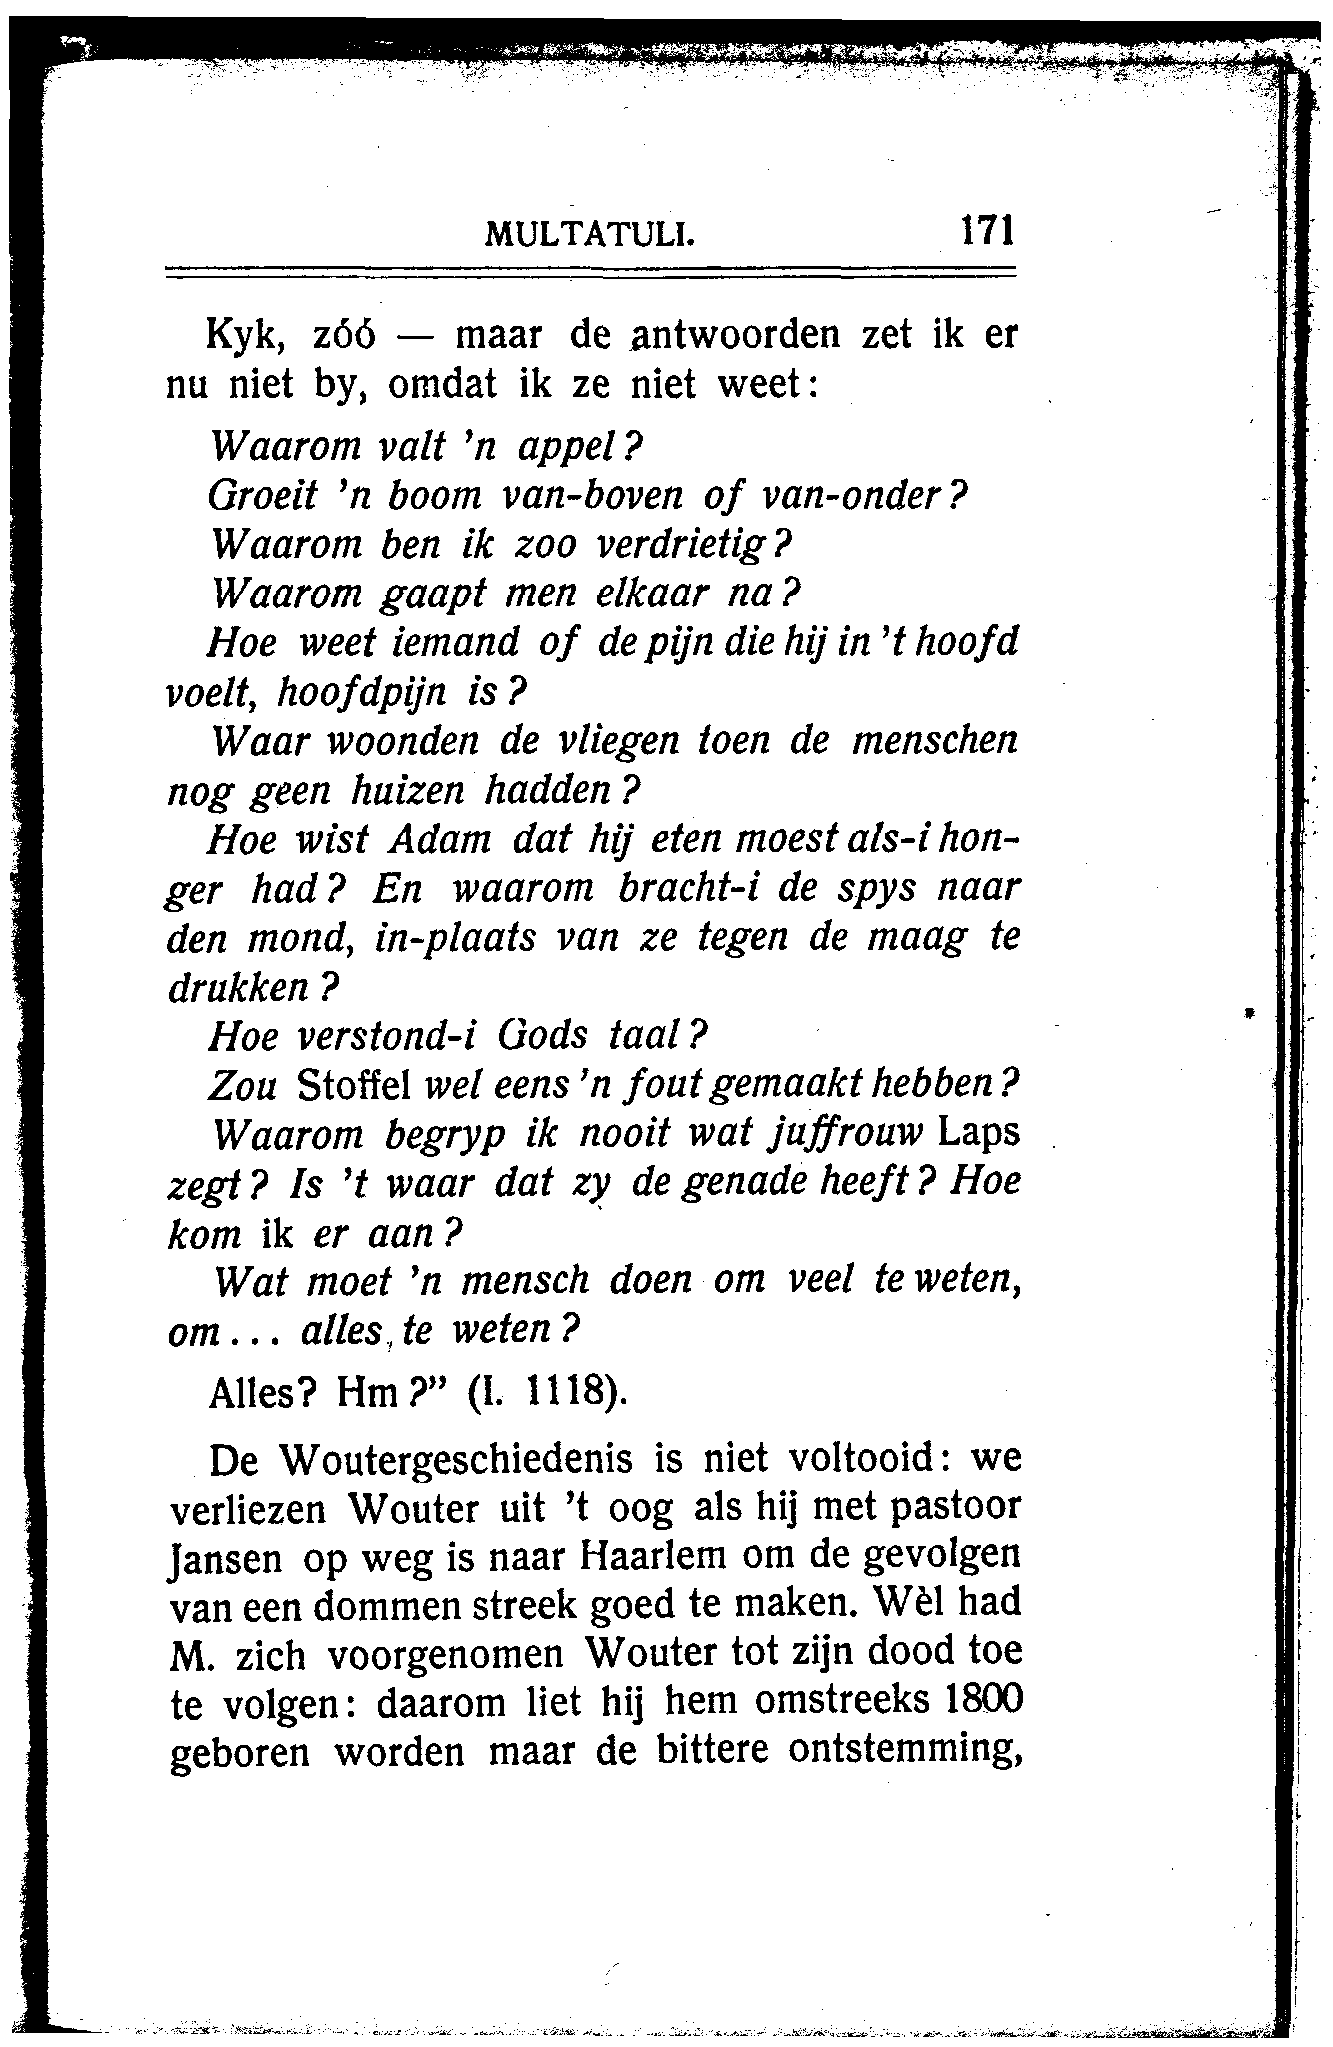 MULTATULI. 171
Kyk, zóó — maar de antwoorden zet ik er
nu niet by, omdat ik ze niet weet:
Waarom valt 'n appel?
Groeit 'n boom van-boven of van-onder?
Waarom ben ik zoo verdrietig?
Waarom gaapt men elkaar na?
Hoe weet iemand of de pijn die hij in 't hoofd
voelt, hoofdpijn is?
Waar woonden de vliegen toen de menschen
nog geen huizen hadden?
Hoe wist Adam dat hij eten moest als-i hon-
ger had? En waarom bracht-i de spys naar
den mond, in-plaats van ze tegen de maag te
drukken?
Hoe verstond-i Gods taal?
Zou Stoffel wel eens 'n fout gemaakt hebben?
Waarom begryp ik nooit wat juffrouw Laps
zegt? Is 't waar dat zy de genade heeft? Hoe
kom ik er aan?
Wat moet 'n mensch doen om veel te weten,
om... alles, te weten?
Alles? Hm?" (I. 1118).
De Woutergeschiedenis is niet voltooid: we
verliezen Wouter uit 't oog als hij met pastoor
Jansen op weg is naar Haarlem om de gevolgen
van een dommen streek goed te maken. Wèl had
M. zich voorgenomen Wouter tot zijn dood toe
te volgen: daarom liet hij hem omstreeks 1800
geboren worden maar de bittere ontstemming,